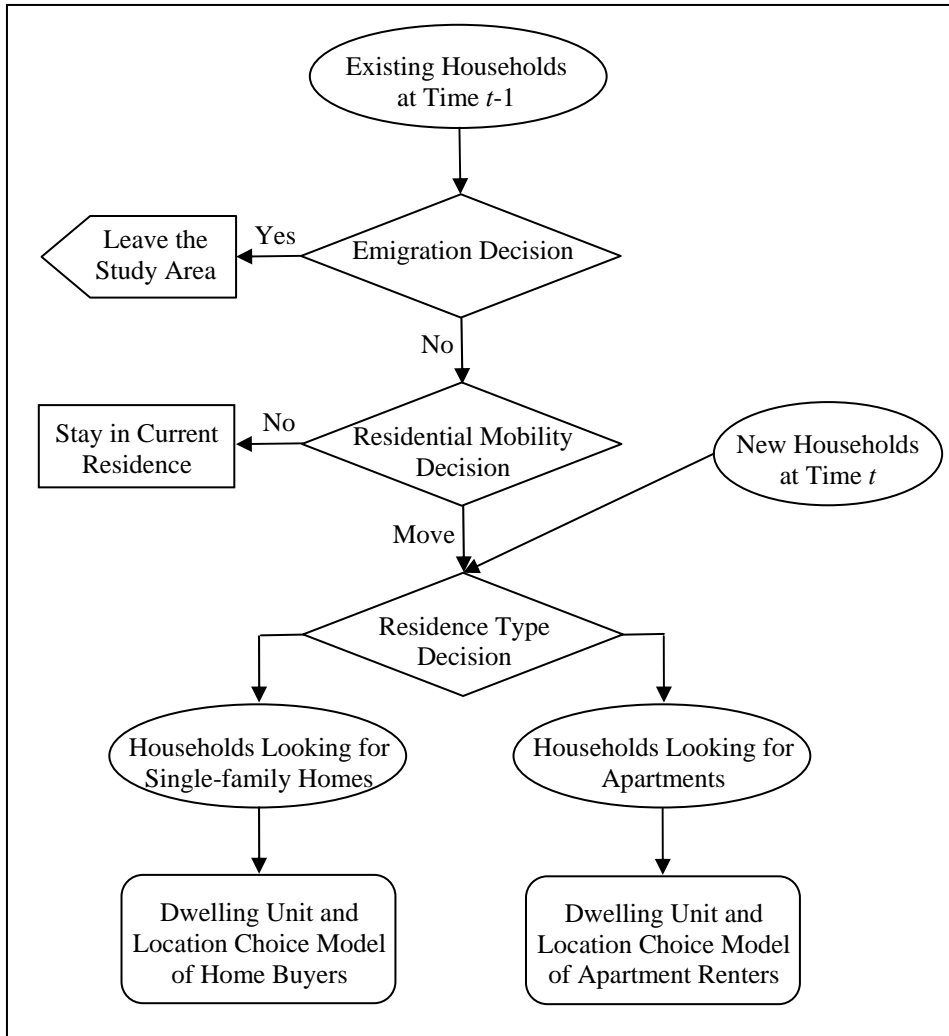 Existing Households
at Time t-1
Leave the
Study Area
Yes
Emigration Decision
No
Stay in Current
Residence
No
Residential Mobility
Decision
New Households
at Time t
Move
Residence Type
Decision
Households Looking for
Single-family Homes
Households Looking for
Apartments
Dwelling Unit and
Location Choice Model
of Home Buyers
Dwelling Unit and
Location Choice Model
of Apartment Renters